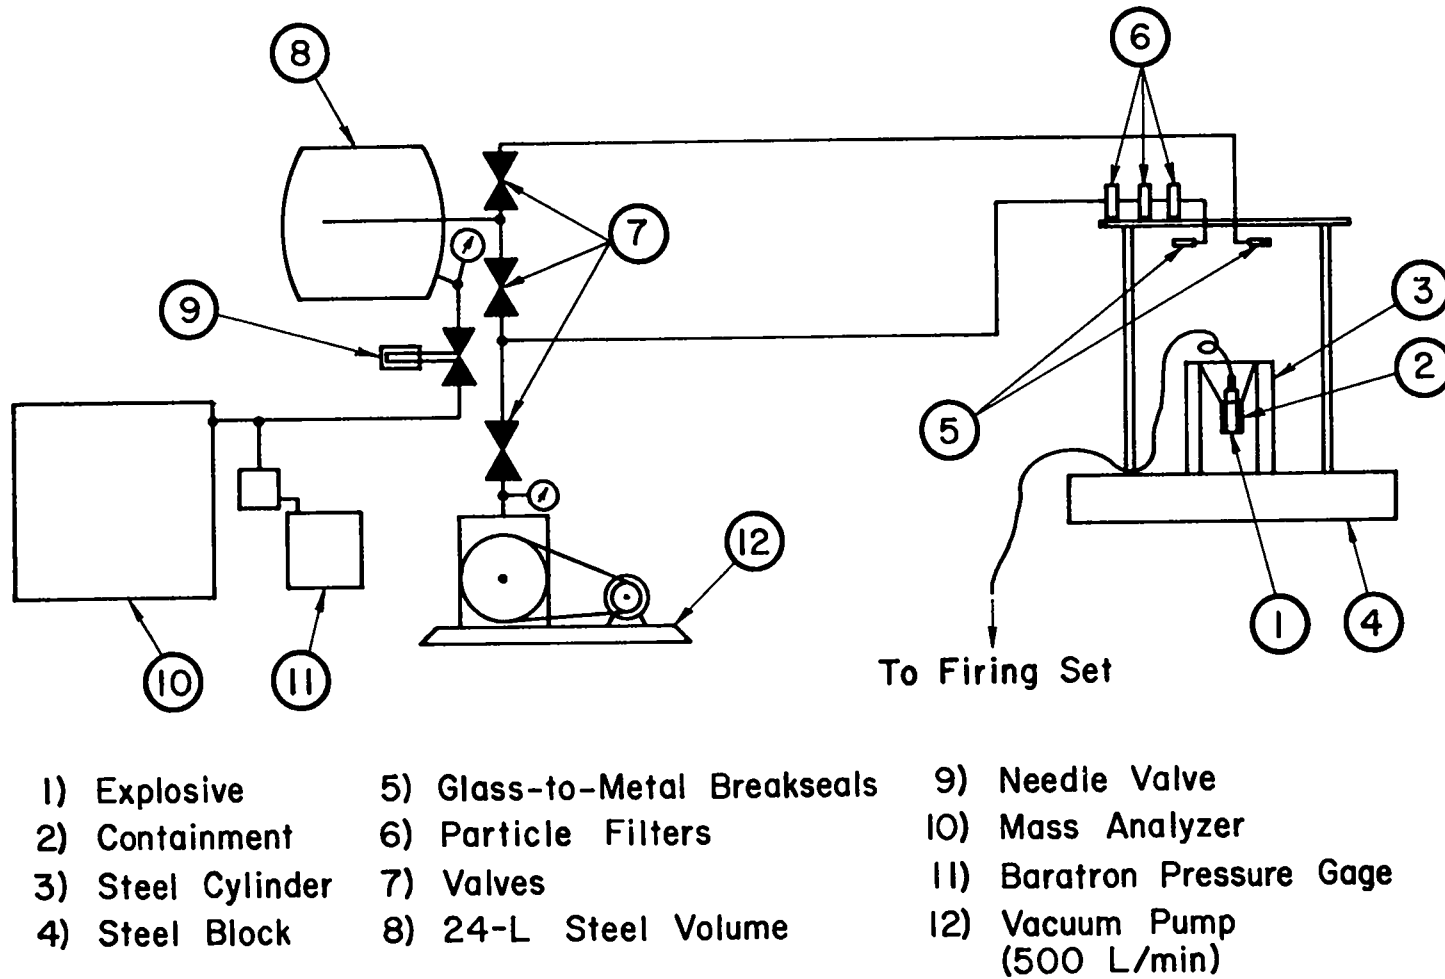 8
6
7
3
9
2
5
12
1
4
10
11
To Firing Set
1) Explosive
2) Containment
3) Steel Cylinder
4) Steel Block
5) Glass-to-Metal Breakseals
6) Particle Filters
7) Valves
8) 24-L Steel Volume
9) Needle Valve
10) Mass Analyzer
11) Baratron Pressure Gage
12) Vacuum Pump
(500 L/min)